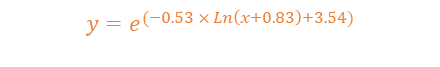 y = e^(−0.53 × Ln(x+0.83)+3.54)